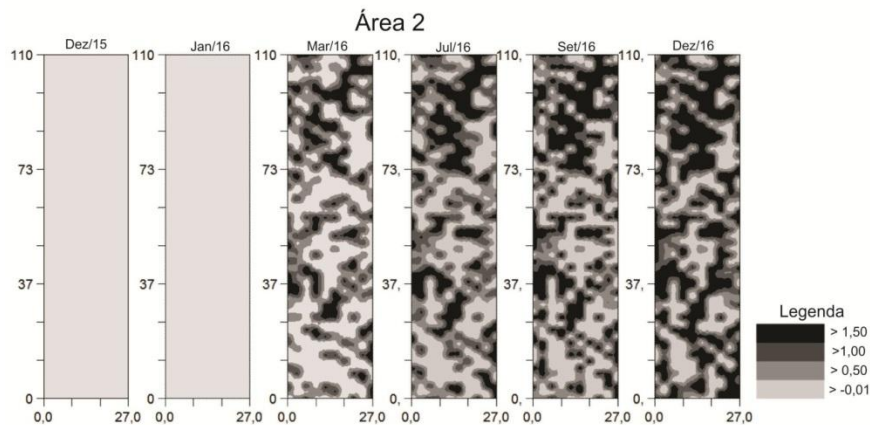 Área 2
Dez/15 Jan/16 Mar/16 Jul/16 Set/16 Dez/16
110 110 110 110, 110, 110,
73 73 73 73, 73, 73,
37 37 37 37, 37, 37,
0 0 0 0, 0, 0,
0,0 27,0 0,0 27,0 0,0 27,0 0,0 27,0 0,0 27,0 0,0 27,0
Legenda
> 1,50
>1,00
> 0,50
> -0,01